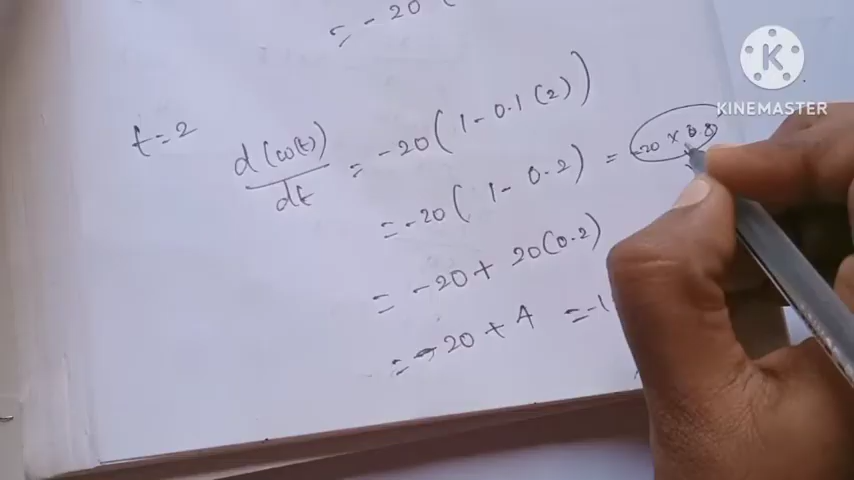 = -20(
K
KINEMASTER
t=2 d(co(t))/dt = -20(1-0.1(2))
= -20(1-0.2) = -20 x 0.8
= -20+ 20(0.2)
= -20 + 4 = -1